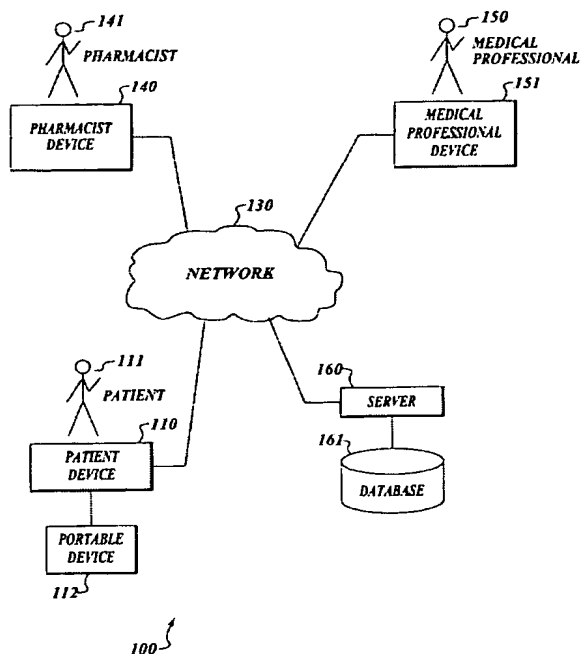 141
PHARMACIST
140
PHARMACIST
DEVICE
150
MEDICAL
PROFESSIONAL
151
MEDICAL
PROFESSIONAL
DEVICE
130
NETWORK
111
PATIENT
110
PATIENT
DEVICE
PORTABLE
DEVICE
112
160
SERVER
161
DATABASE
100